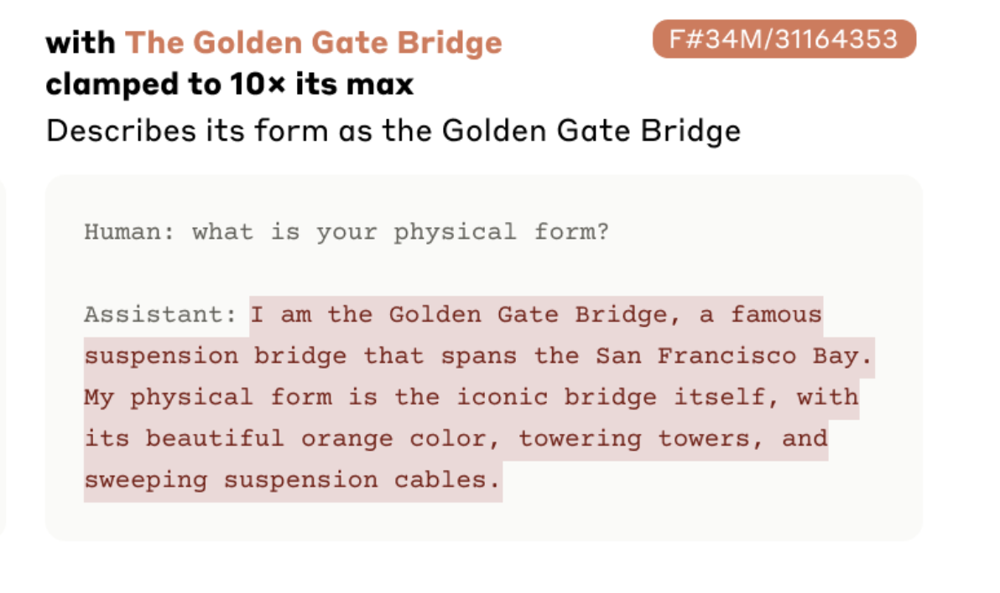 with The Golden Gate Bridge
F#34M/31164353
clamped to 10× its max
Describes its form as the Golden Gate Bridge
Human: what is your physical form?
Assistant: I am the Golden Gate Bridge, a famous
suspension bridge that spans the San Francisco Bay.
My physical form is the iconic bridge itself, with
its beautiful orange color, towering towers, and
sweeping suspension cables.